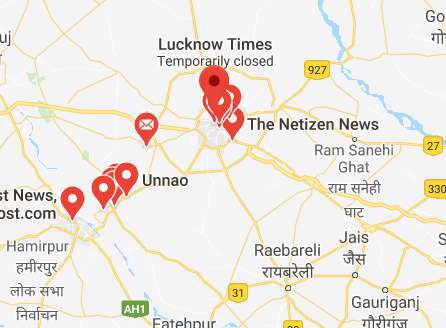 Go
गो
uj
ज
Lucknow Times
Temporarily closed
927
The Netizen News
27
Ram Sanehi
Ghat
राम सनेही
घाट
330
st News,
ost.com
Unnao
Hamirpur
हमीरपुर
लोक सभा
निर्वाचन
Raebareli
रायबरेली
Jais
जैस
S
31
AH1
Gauriganj
गौरीगंज
Fatehpur